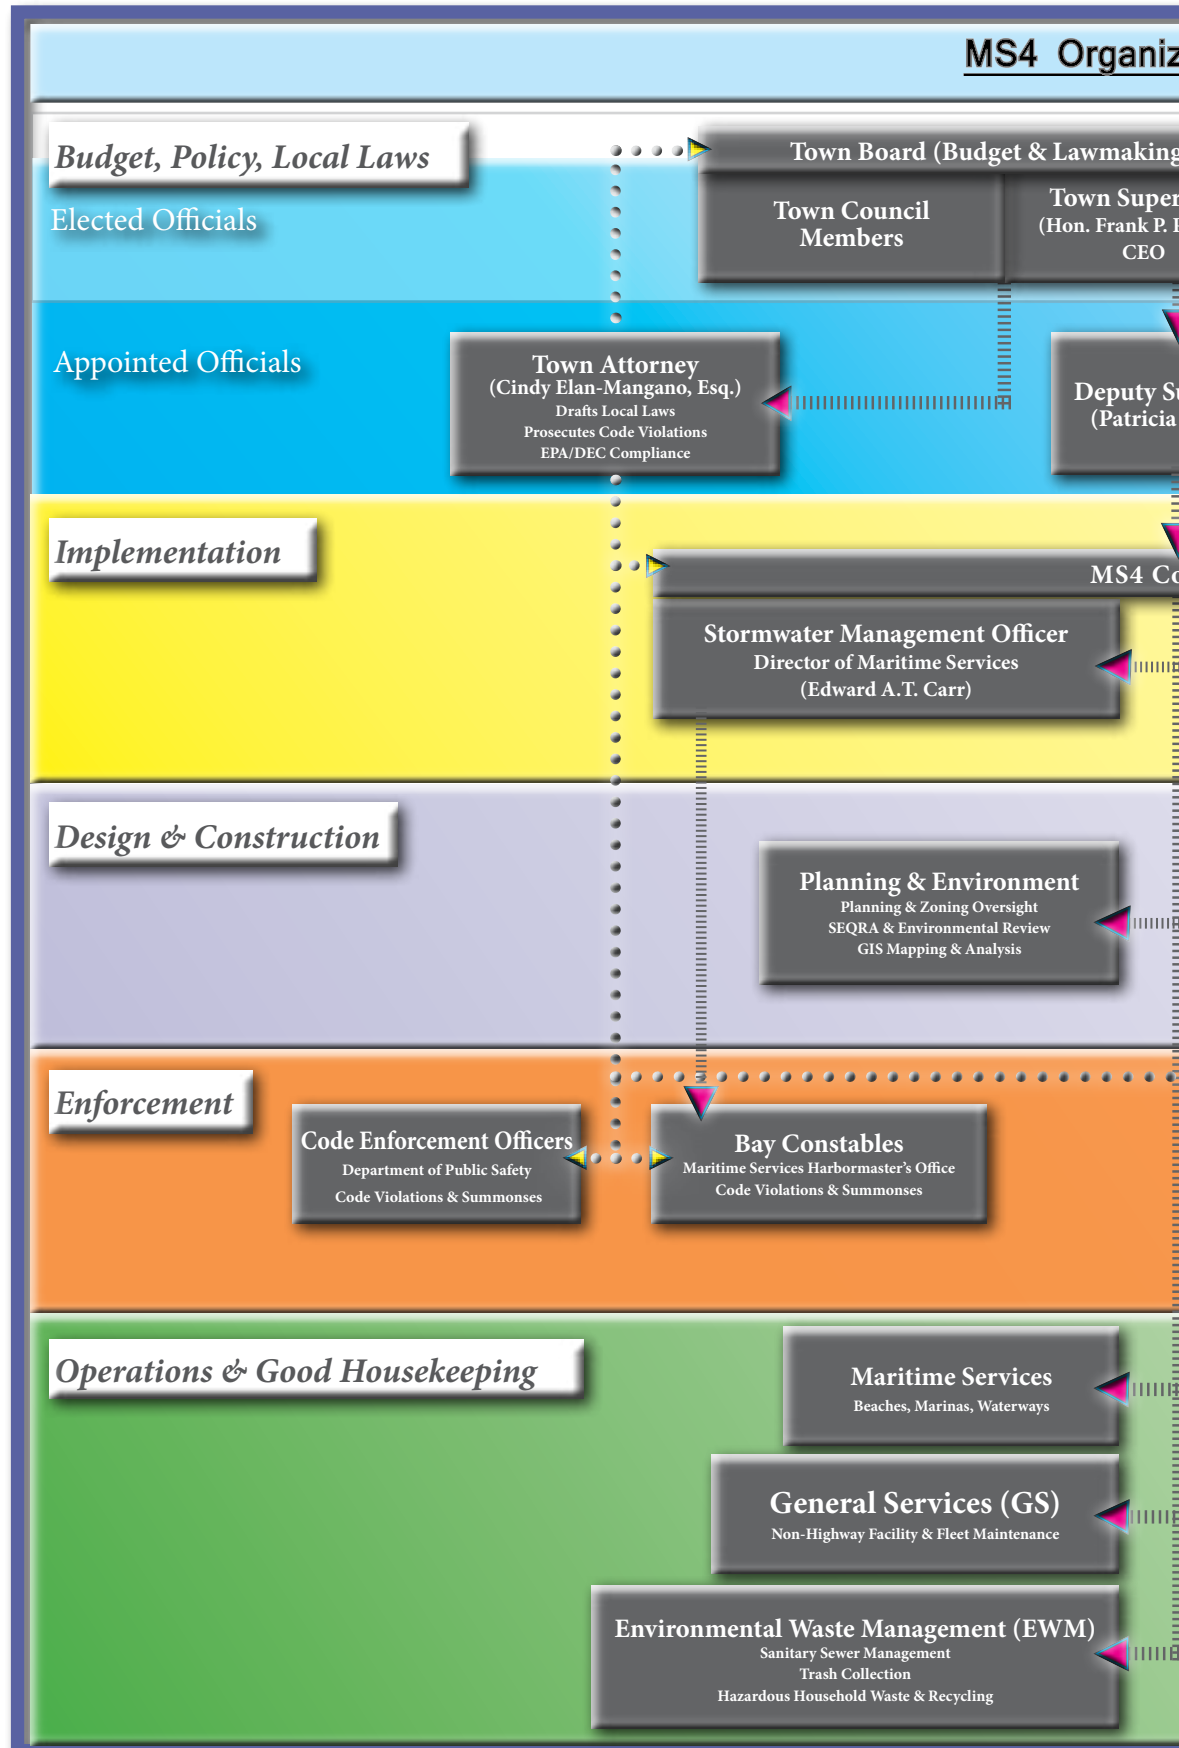 MS4 Organiz
Budget, Policy, Local Laws
Elected Officials
Town Board (Budget & Lawmaking
Town Council
Members
Town Super
(Hon. Frank P.
CEO
Appointed Officials
Town Attorney
(Cindy Elan-Mangano, Esq.)
Drafts Local Laws
Prosecutes Code Violations
EPA/DEC Compliance
Deputy Su
(Patricia
Implementation
MS4 Co
Stormwater Management Officer
Director of Maritime Services
(Edward A.T. Carr)
Design & Construction
Planning & Environment
Planning & Zoning Oversight
SEQRA & Environmental Review
GIS Mapping & Analysis
Enforcement
Code Enforcement Officers
Department of Public Safety
Code Violations & Summonses
Bay Constables
Maritime Services Harbormaster's Office
Code Violations & Summonses
Operations & Good Housekeeping
Maritime Services
Beaches, Marinas, Waterways
General Services (GS)
Non-Highway Facility & Fleet Maintenance
Environmental Waste Management (EWM)
Sanitary Sewer Management
Trash Collection
Hazardous Household Waste & Recycling